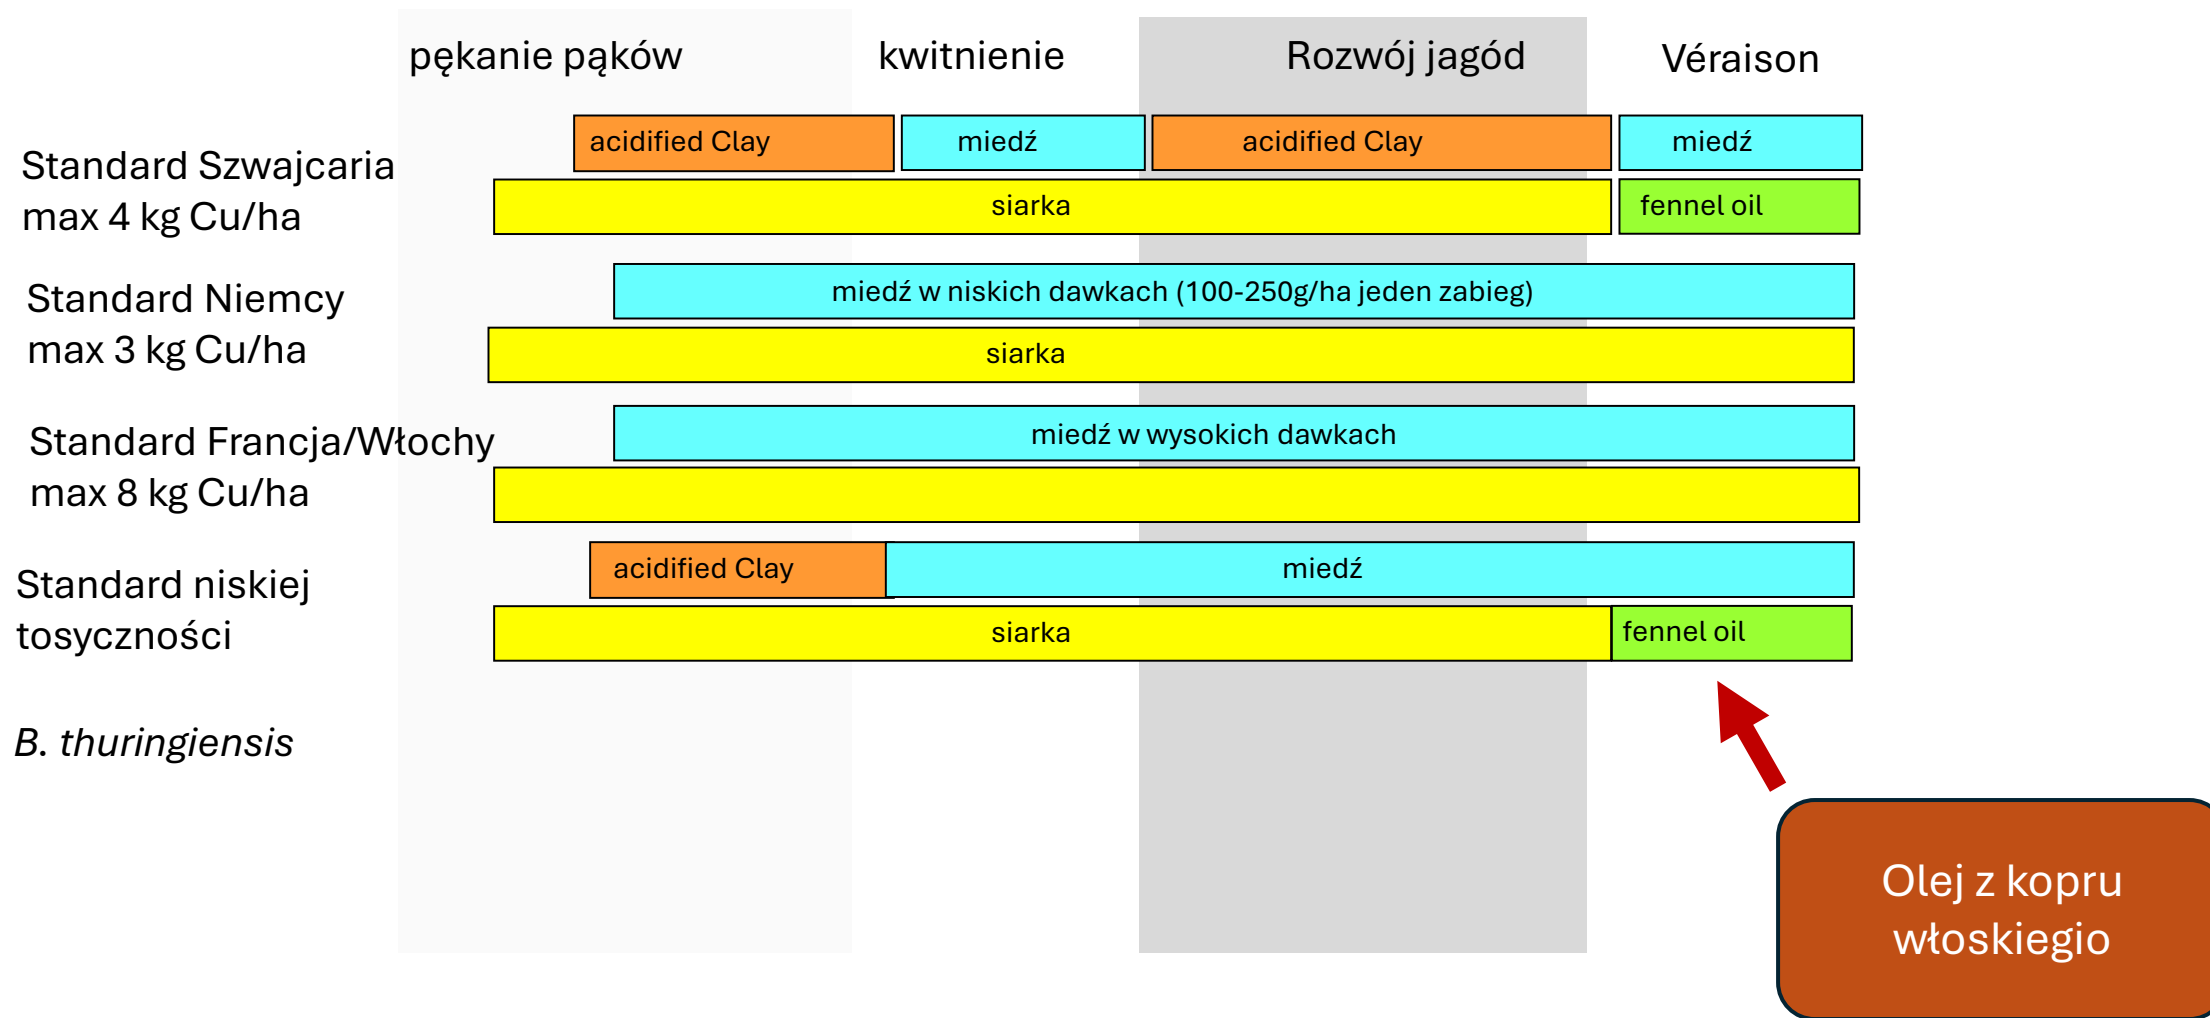 pękanie pąków
kwitnienie
Rozwój jagód
Véraison
Standard Szwajcaria
max 4 kg Cu/ha
acidified Clay
miedź
acidified Clay
miedź
siarka
fennel oil
Standard Niemcy
max 3 kg Cu/ha
miedź w niskich dawkach (100-250g/ha jeden zabieg)
siarka
Standard Francja/Włochy
max 8 kg Cu/ha
miedź w wysokich dawkach
Standard niskiej
tosyczności
acidified Clay
miedź
siarka
fennel oil
B. thuringiensis
Olej z kopru
włoskiegio